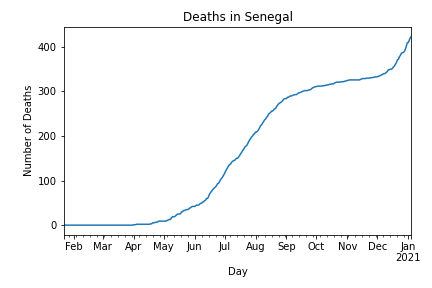 Deaths in Senegal
Number of Deaths
400
300
200
100
0
Feb Mar Apr May Jun Jul Aug Sep Oct Nov Dec Jan
2021
Day